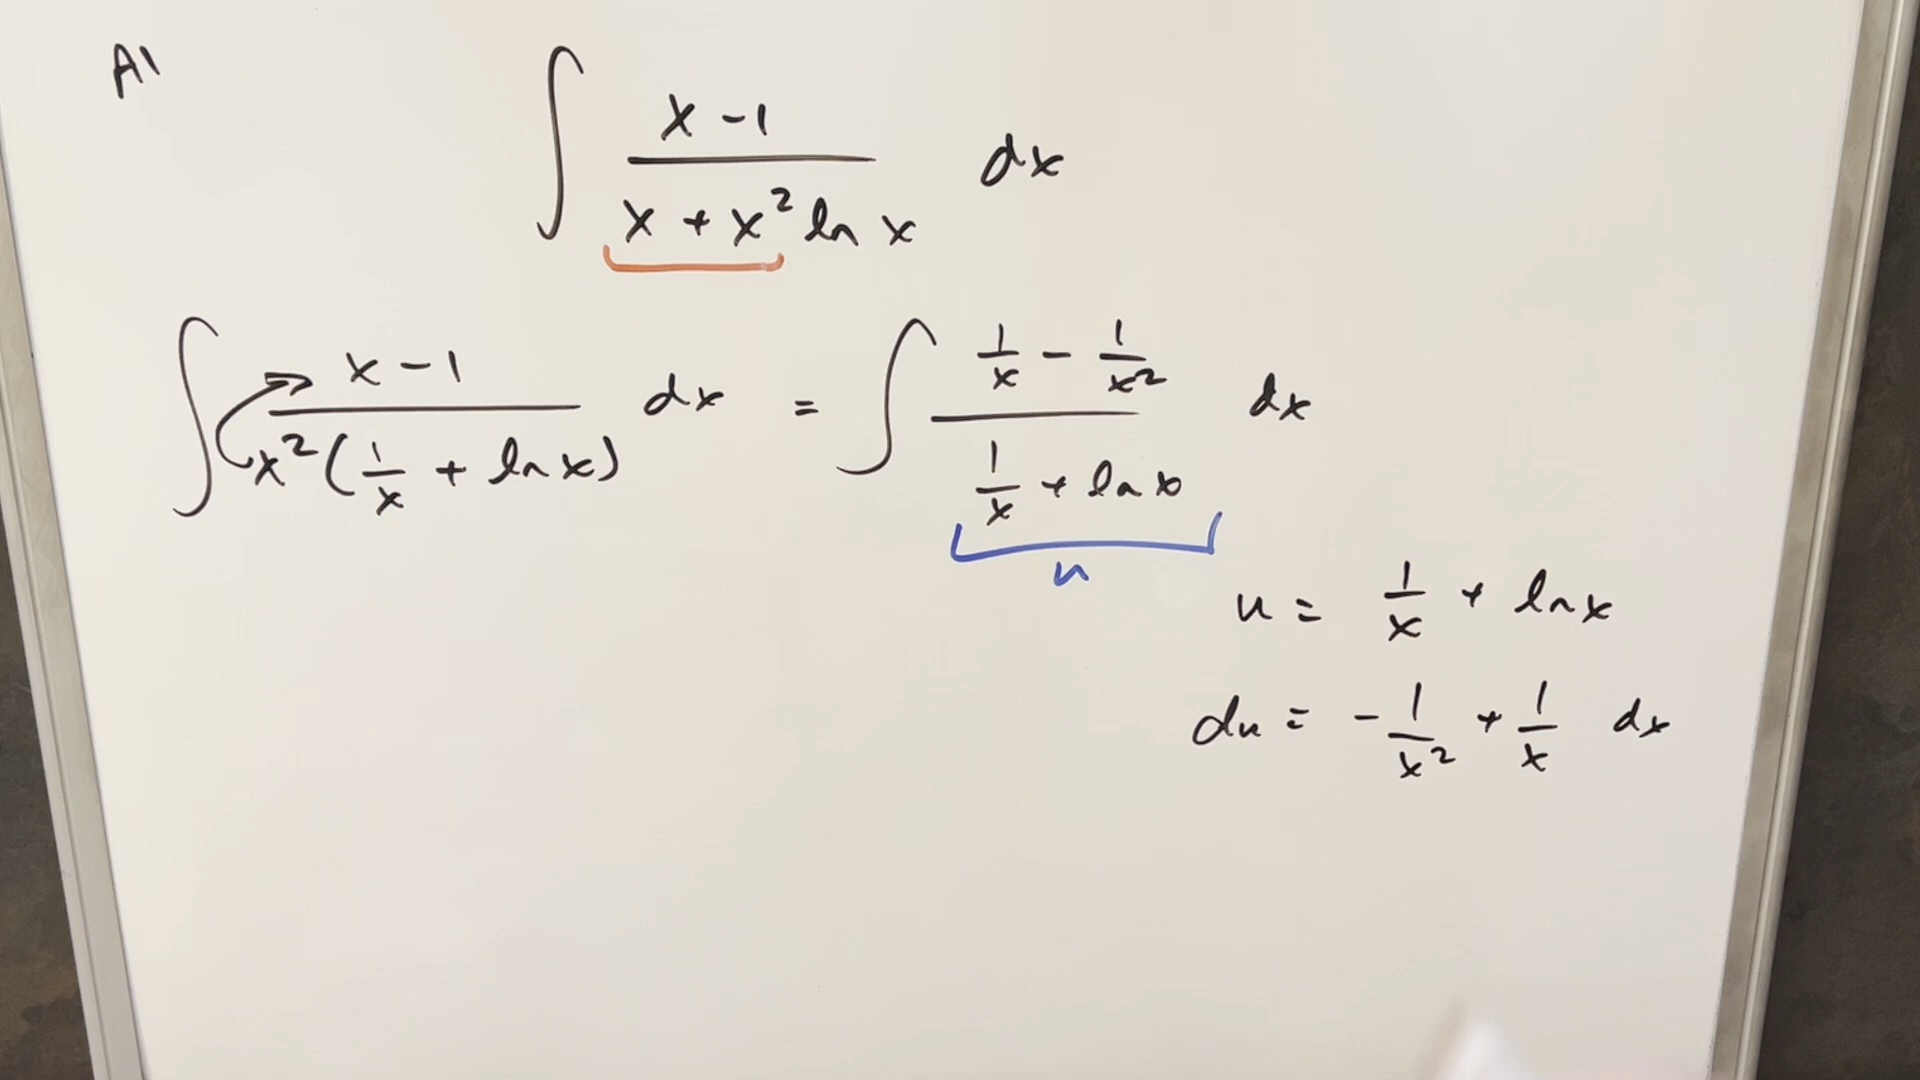 A1
∫ (x - 1)/(x + x² ln x) dx
∫ (x - 1)/(x²(1/x + ln x)) dx = ∫ (1/x - 1/x²)/(1/x + ln x) dx
u
u = 1/x + ln x
du = -1/x² + 1/x dx